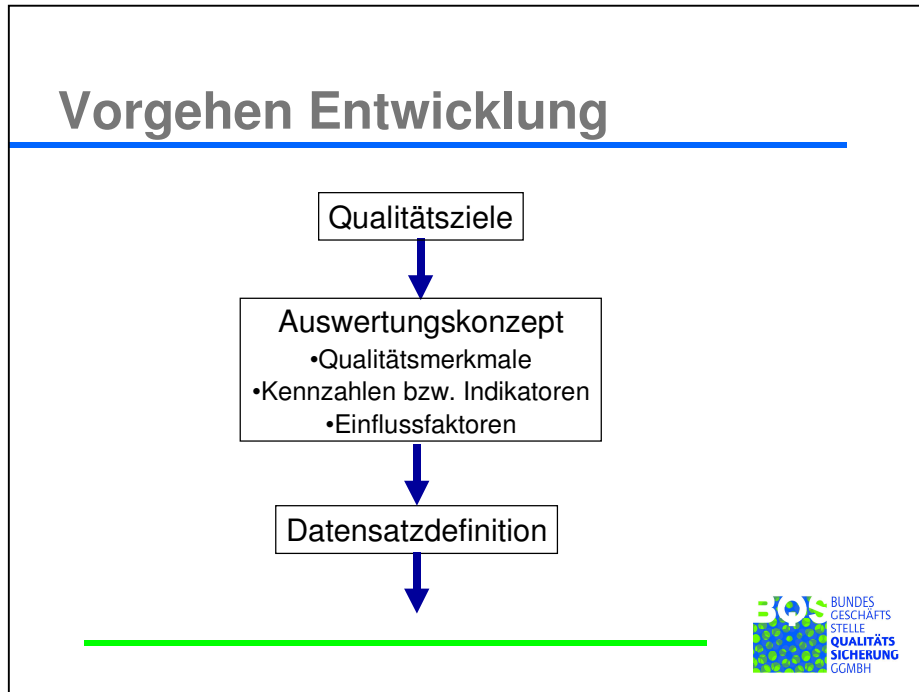 Vorgehen Entwicklung
Qualitätsziele
Auswertungskonzept
•Qualitätsmerkmale
•Kennzahlen bzw. Indikatoren
•Einflussfaktoren
Datensatzdefinition
BQS
BUNDES
GESCHÄFTS
STELLE
QUALITÄTS
SICHERUNG
GGMBH